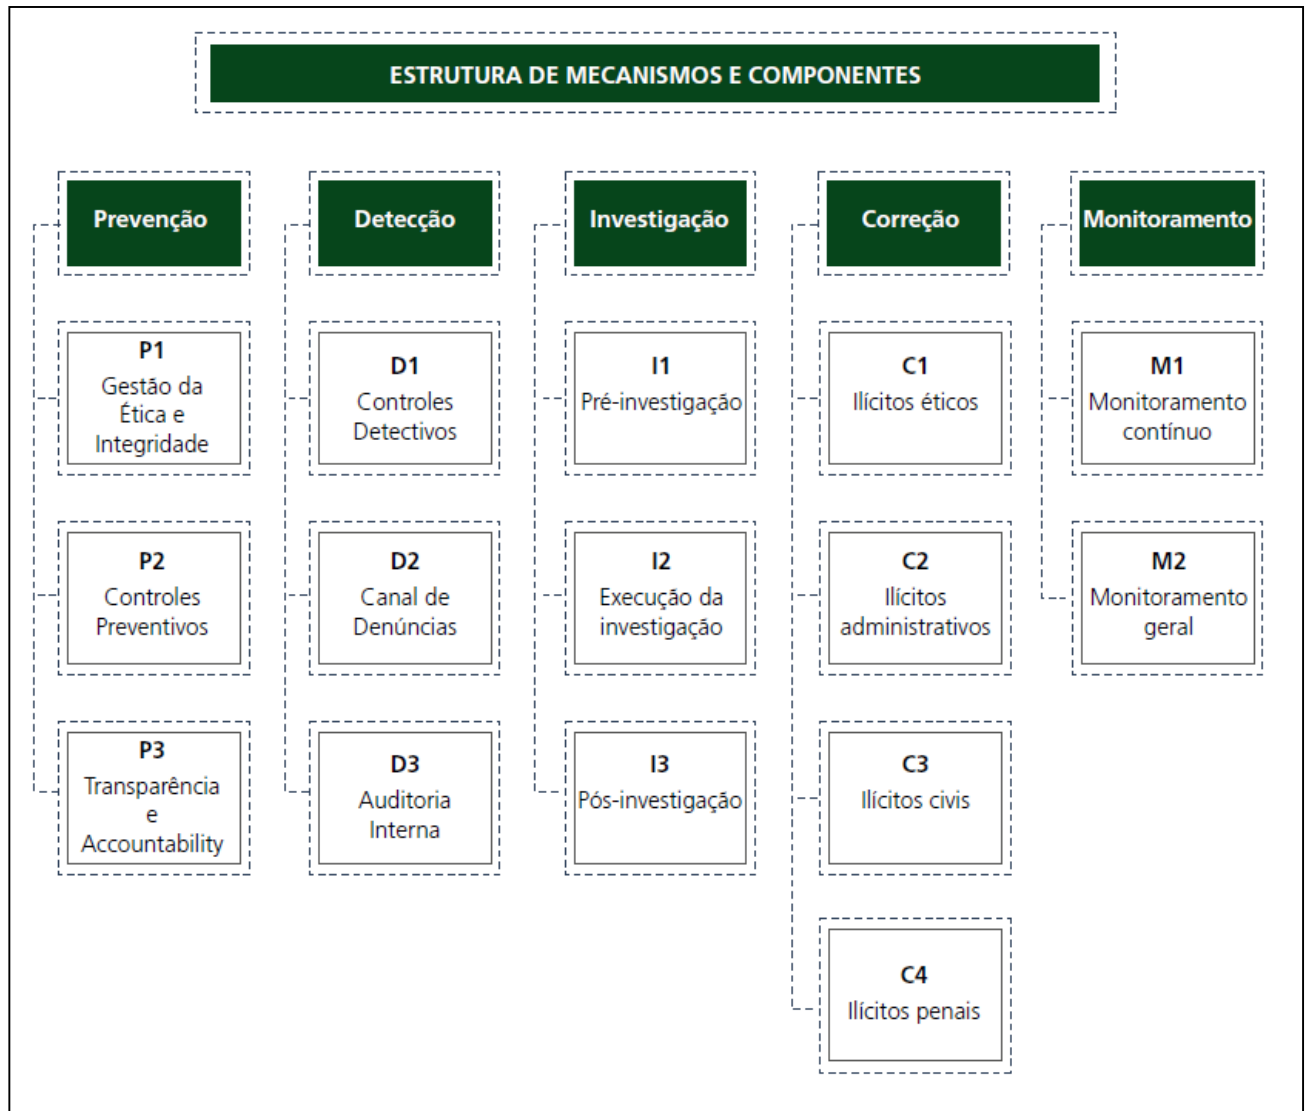 ESTRUTURA DE MECANISMOS E COMPONENTES
Prevenção
P1
Gestão da
Ética e
Integridade
P2
Controles
Preventivos
P3
Transparência
e
Accountability
Detecção
D1
Controles
Detectivos
D2
Canal de
Denúncias
D3
Auditoria
Interna
Investigação
I1
Pré-investigação
I2
Execução da
investigação
I3
Pós-investigação
Correção
C1
Ilícitos éticos
C2
Ilícitos
administrativos
C3
Ilícitos civis
C4
Ilícitos penais
Monitoramento
M1
Monitoramento
contínuo
M2
Monitoramento
geral